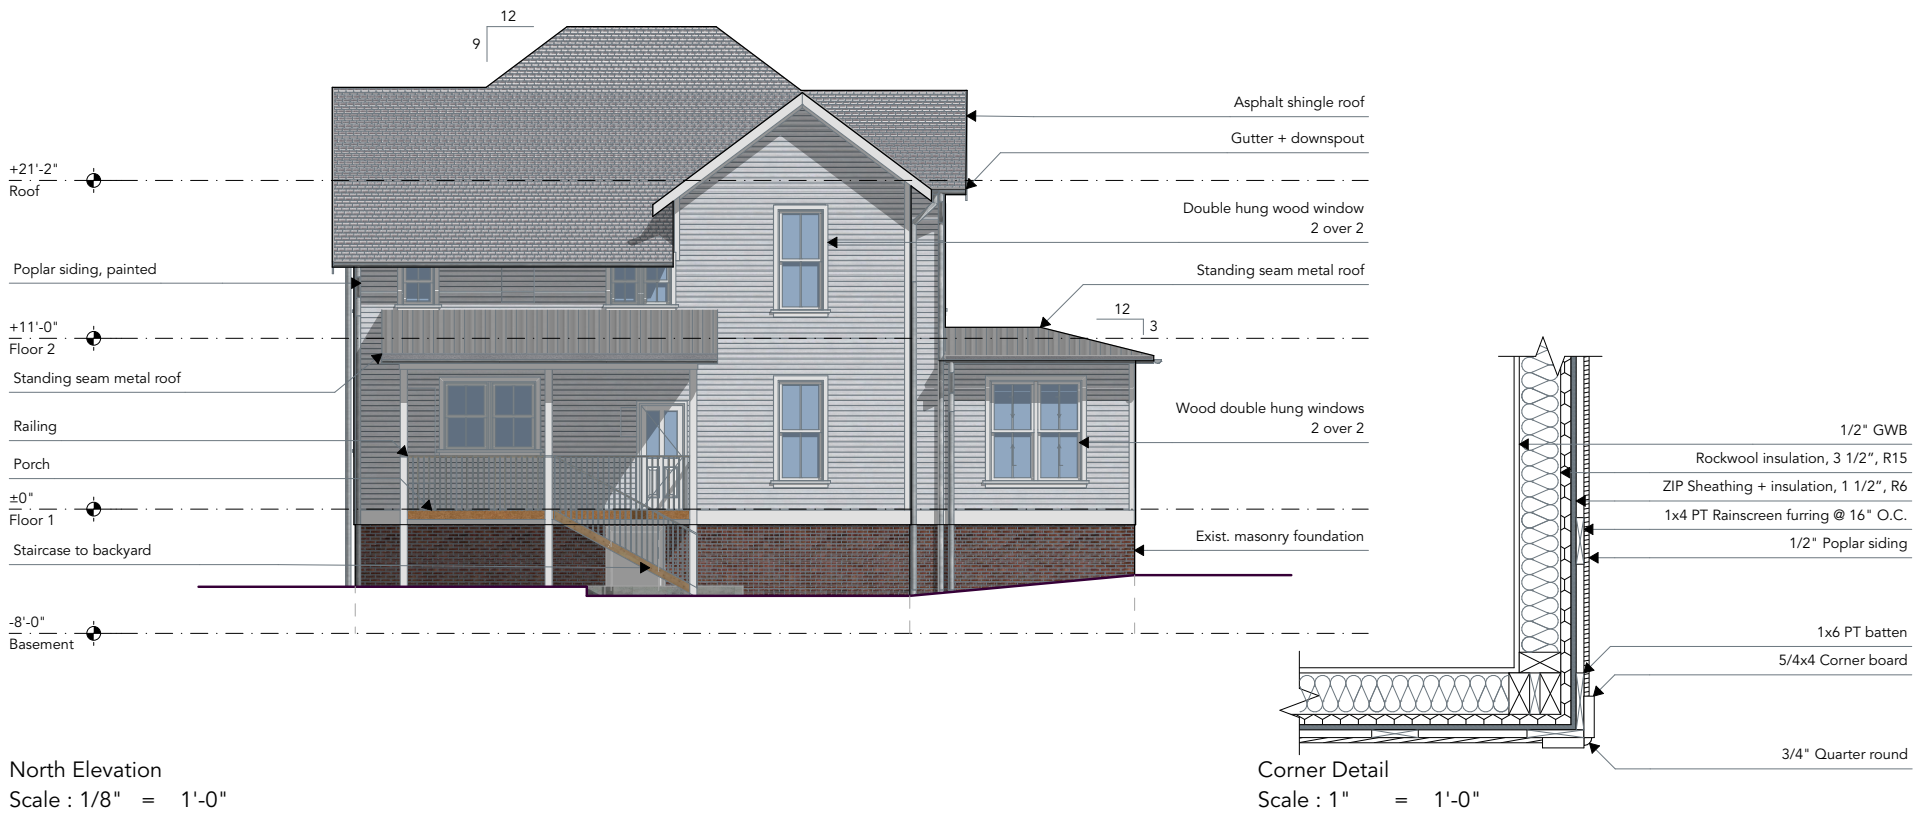 12
9
Asphalt shingle roof
Gutter + downspout
+21'-2"
Roof
Double hung wood window
2 over 2
Poplar siding, painted
Standing seam metal roof
12
3
+11'-0"
Floor 2
Standing seam metal roof
Wood double hung windows
2 over 2
Railing
Porch
±0"
Floor 1
Exist. masonry foundation
Staircase to backyard
-8'-0"
Basement
1/2" GWB
Rockwool insulation, 3 1/2”, R15
ZIP Sheathing + insulation, 1 1/2”, R6
1x4 PT Rainscreen furring @ 16" O.C.
1/2" Poplar siding
1x6 PT batten
5/4x4 Corner board
3/4" Quarter round
North Elevation
Scale : 1/8" = 1'-0"
Corner Detail
Scale : 1" = 1'-0"